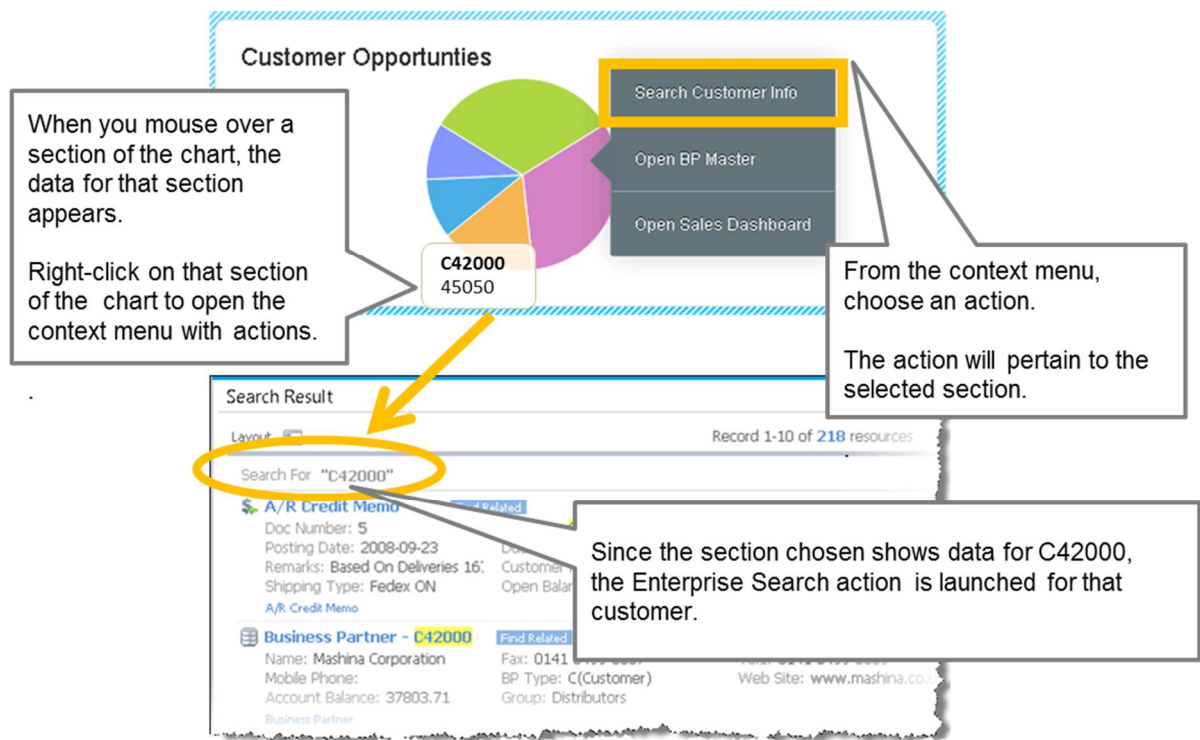 Customer Opportunties
Search Customer Info
Open BP Master
Open Sales Dashboard
When you mouse over a
section of the chart, the
data for that section
appears.
Right-click on that section
of the chart to open the
context menu with actions.
C42000
45050
From the context menu,
choose an action.
The action will pertain to the
selected section.
.
Search Result
Layout
Record 1-10 of 218 resources
Search For "C42000"
A/R Credit Memo
Related
Doc Number: 5
Posting Date: 2008-09-23
Remarks: Based On Deliveries 16
Customer
Shipping Type: Fedex ON
Open
A/R Credit Memo
Since the section chosen shows data for C42000,
the Enterprise Search action is launched for that
customer.
Business Partner - C42000
Find Related
Name: Mashina Corporation
Fax: 0141
Mobile Phone:
BP Type: C(Customer)
Web Site: www.mashina.co.
Account Balance: 37803.71
Group: Distributors
Business Partner